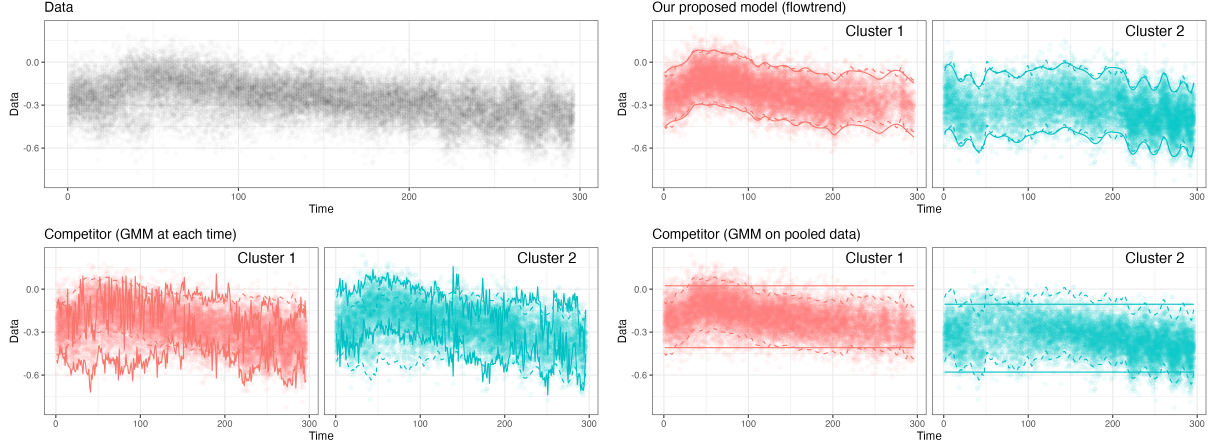 Data
Data
0.0
-0.3
-0.6
0
100
200
300
Time
Our proposed model (flowtrend)
Cluster 1
Cluster 2
Data
0.0
-0.3
-0.6
0
100
200
300
0
100
200
300
Time
Competitor (GMM at each time)
Cluster 1
Cluster 2
Data
0.0
-0.3
-0.6
0
100
200
300
0
100
200
300
Time
Competitor (GMM on pooled data)
Cluster 1
Cluster 2
Data
0.0
-0.3
-0.6
0
100
200
300
0
100
200
300
Time